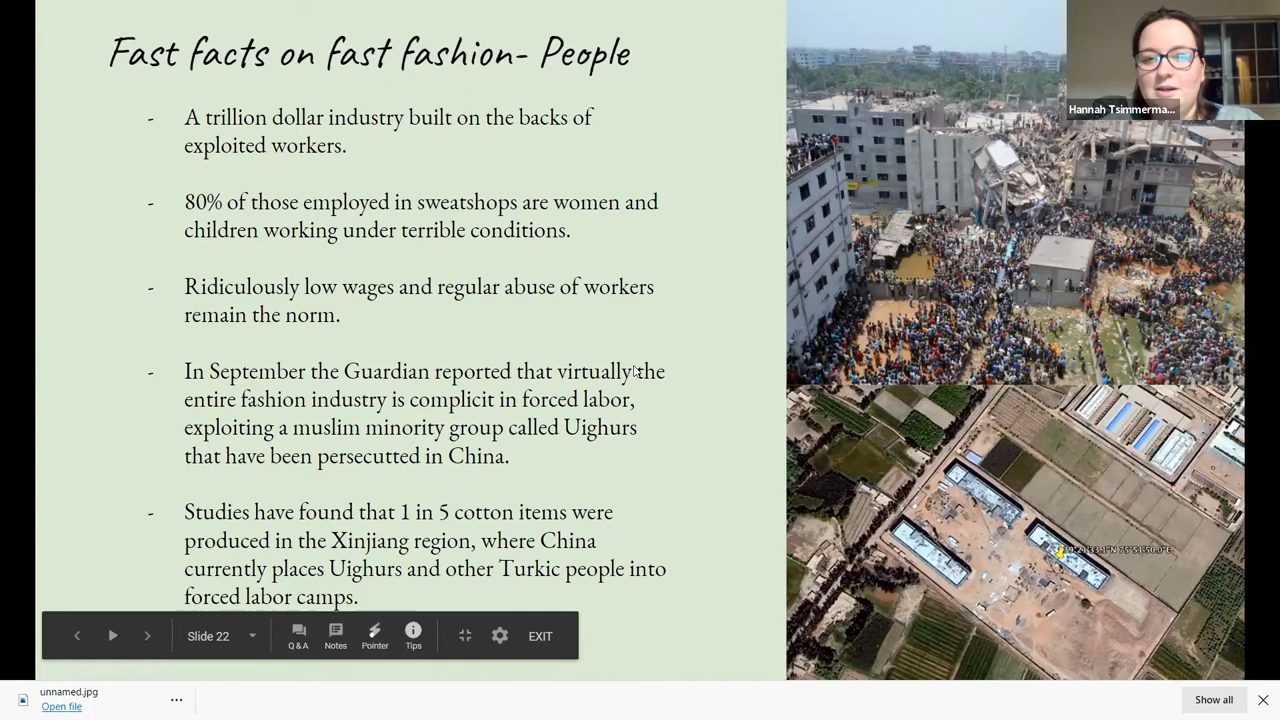 Fast facts on fast fashion- People
Hannah Tsimmerma...
- A trillion dollar industry built on the backs of
exploited workers.
- 80% of those employed in sweatshops are women and
children working under terrible conditions.
- Ridiculously low wages and regular abuse of workers
remain the norm.
- In September the Guardian reported that virtually the
entire fashion industry is complicit in forced labor,
exploiting a muslim minority group called Uighurs
that have been persecutted in China.
- Studies have found that 1 in 5 cotton items were
produced in the Xinjiang region, where China
currently places Uighurs and other Turkic people into
forced labor camps.
Slide 22
Q&A
Notes
Pointer
Tips
EXIT
unnamed.jpg
Open file
Show all